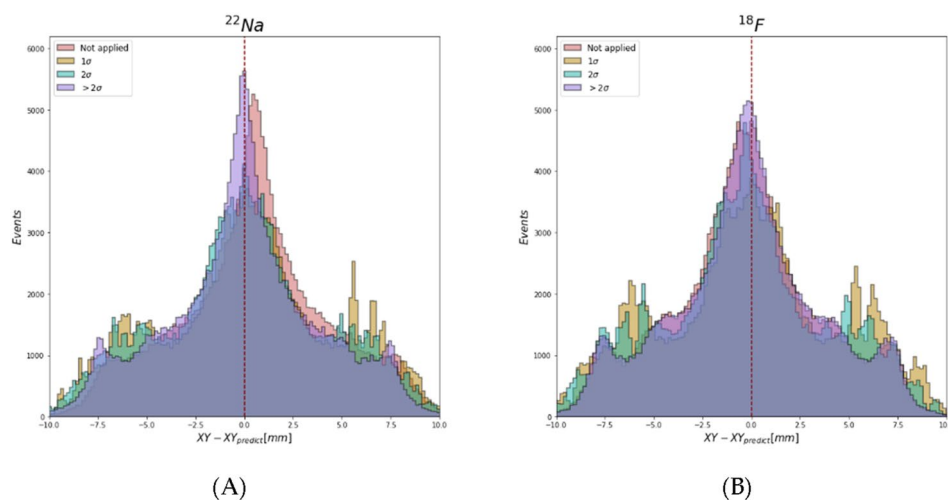 ²²Na
6000
5000
4000
3000
2000
1000
0
Events
Not applied
1σ
2σ
> 2σ
−10.0 −7.5 −5.0 −2.5 0.0 2.5 5.0 7.5 10.0
XY − XYpredict[mm]
(A)
¹⁸F
6000
5000
4000
3000
2000
1000
0
Events
Not applied
1σ
2σ
> 2σ
−10.0 −7.5 −5.0 −2.5 0.0 2.5 5.0 7.5 10.0
XY − XYpredict[mm]
(B)